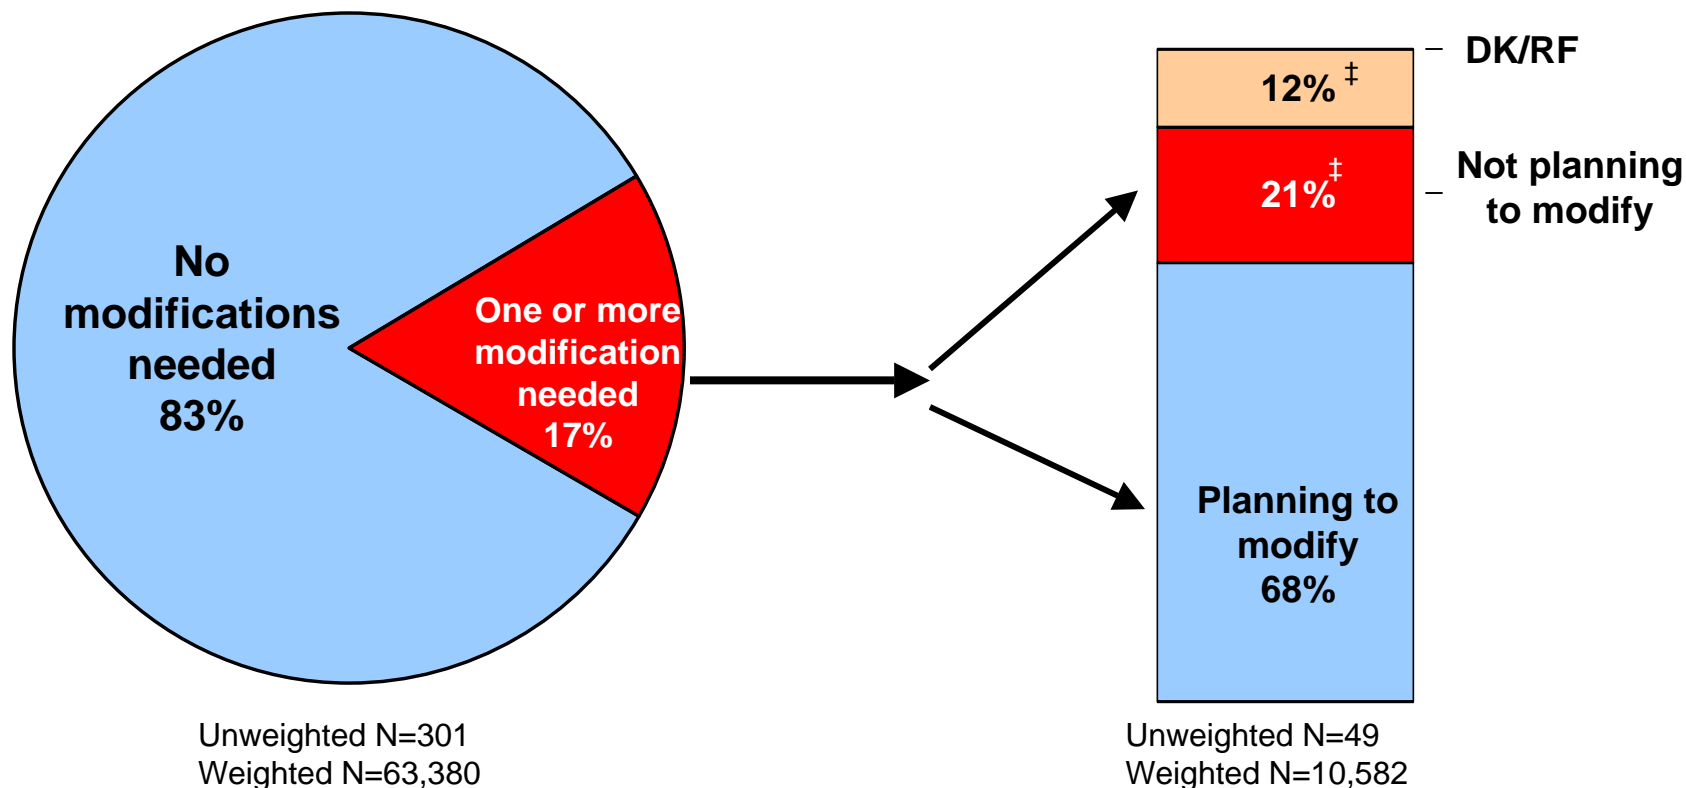 No
modifications
needed
83%
One or more
modification
needed
17%
Unweighted N=301
Weighted N=63,380
12% ‡
DK/RF
21%‡
Not planning
to modify
Planning to
modify
68%
Unweighted N=49
Weighted N=10,582